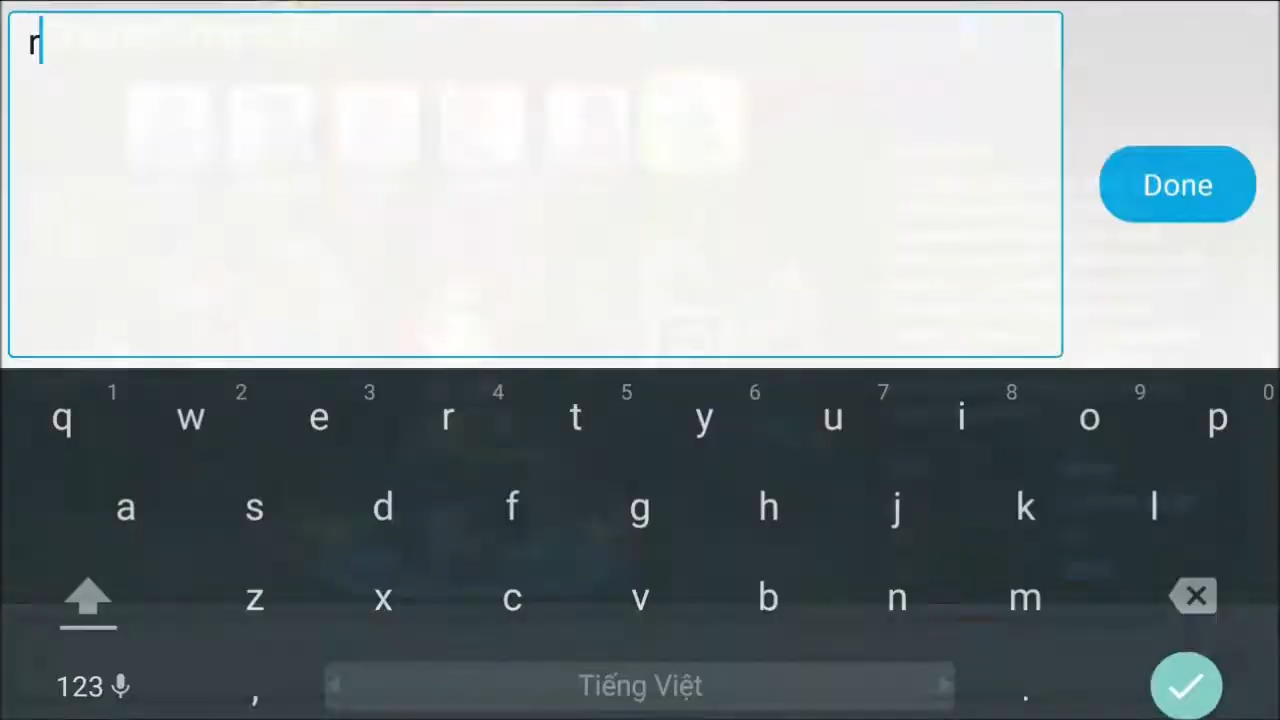 r
Done
1 2 3 4 5 6 7 8 9 0
q w e r t y u i o p
a s d f g h j k l
z x c v b n m
123 , Tiếng Việt .